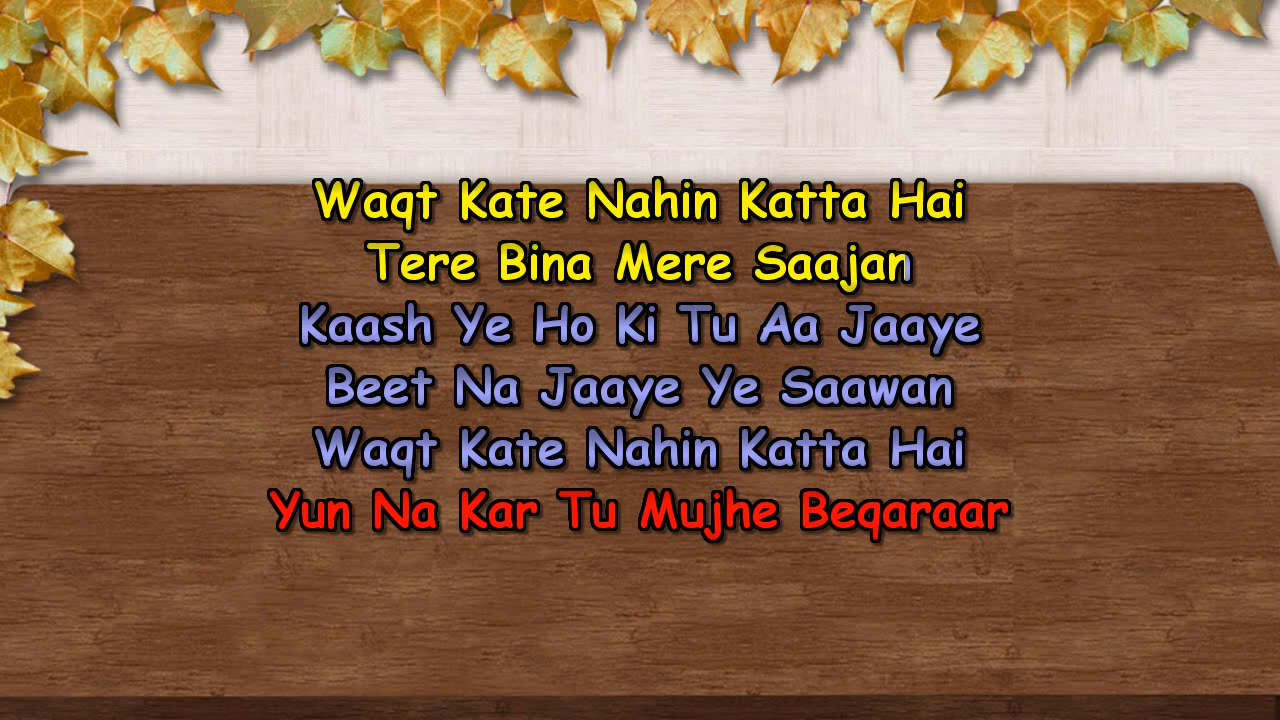 Waqt Kate Nahin Katta Hai
Tere Bina Mere Saajan
Kaash Ye Ho Ki Tu Aa Jaaye
Beet Na Jaaye Ye Saawan
Waqt Kate Nahin Katta Hai
Yun Na Kar Tu Mujhe Beqaraar